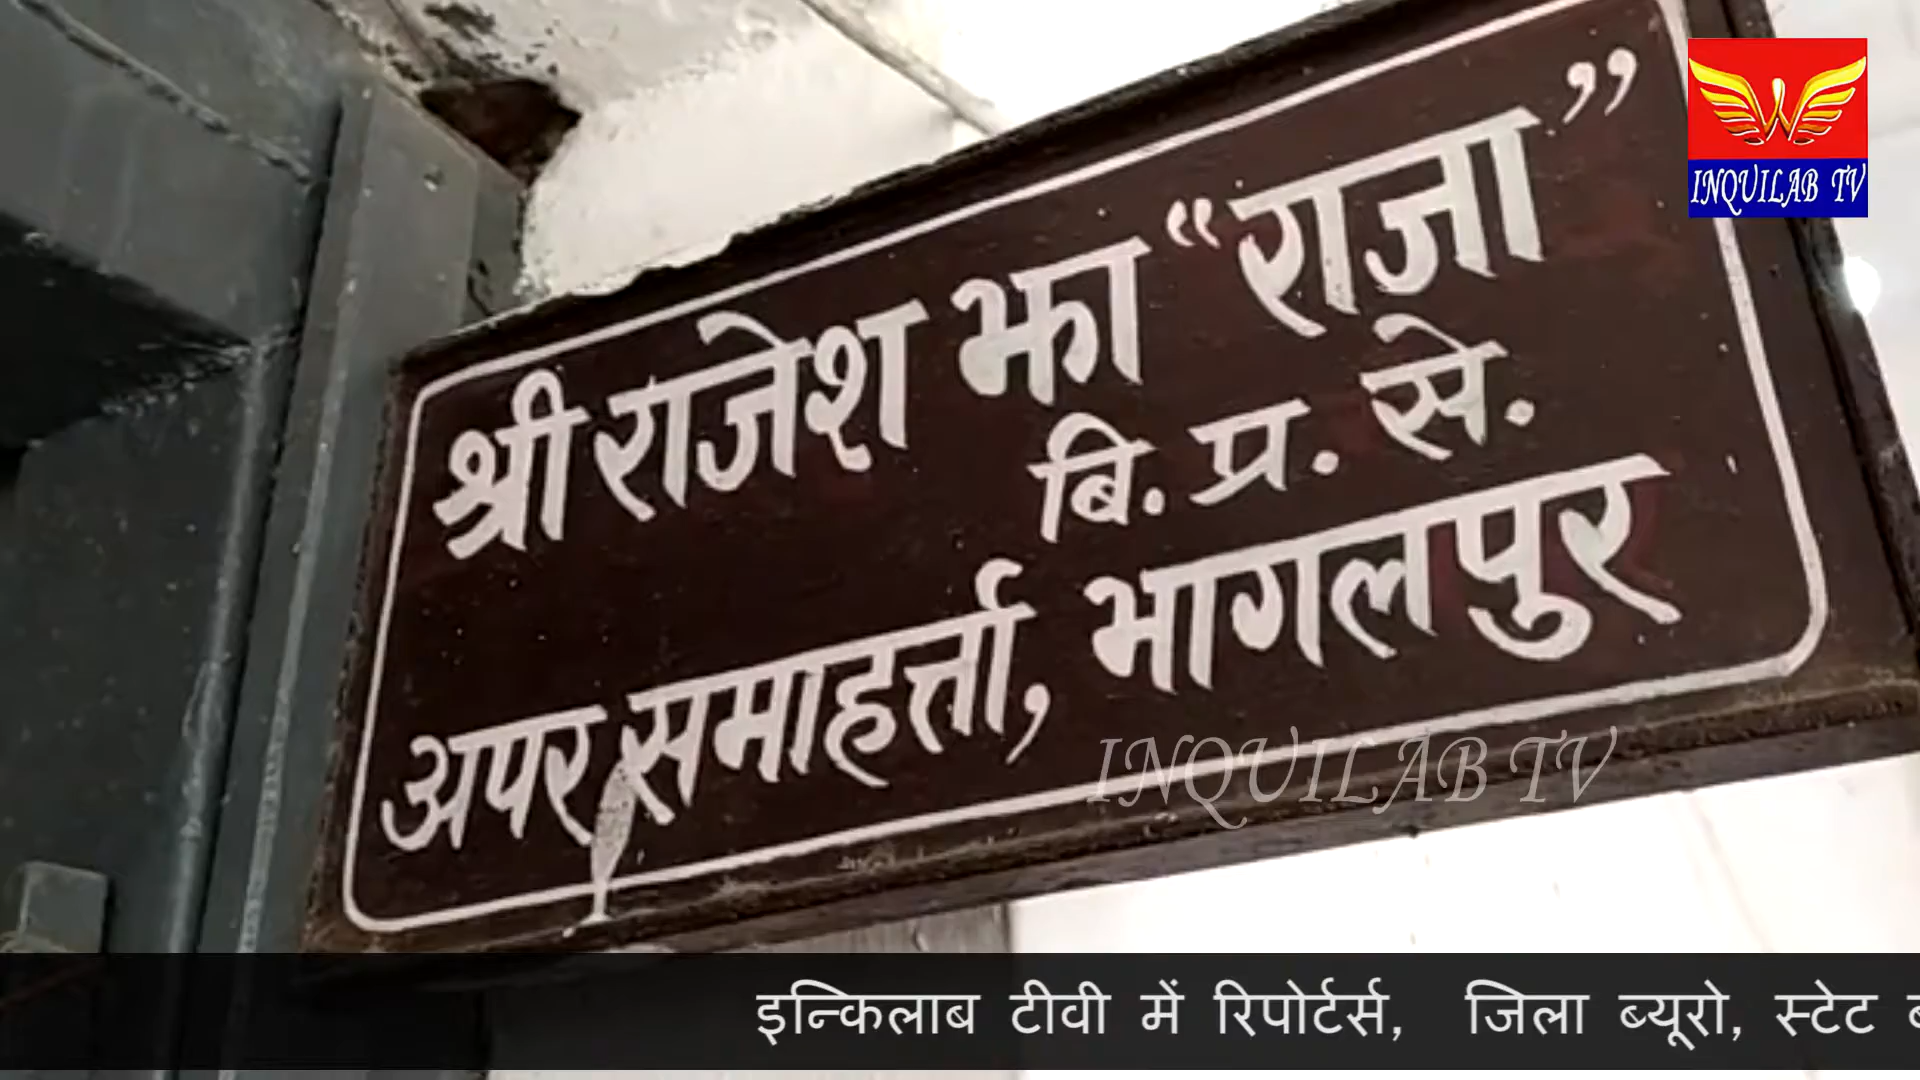 श्री राजेश झा “राजा”
बि. प्र. से.
अपर समाहर्त्ता, भागलपुर
INQUILAB TV
INQUILAB TV
इन्किलाब टीवी में रिपोर्टर्स, जिला ब्यूरो, स्टेट